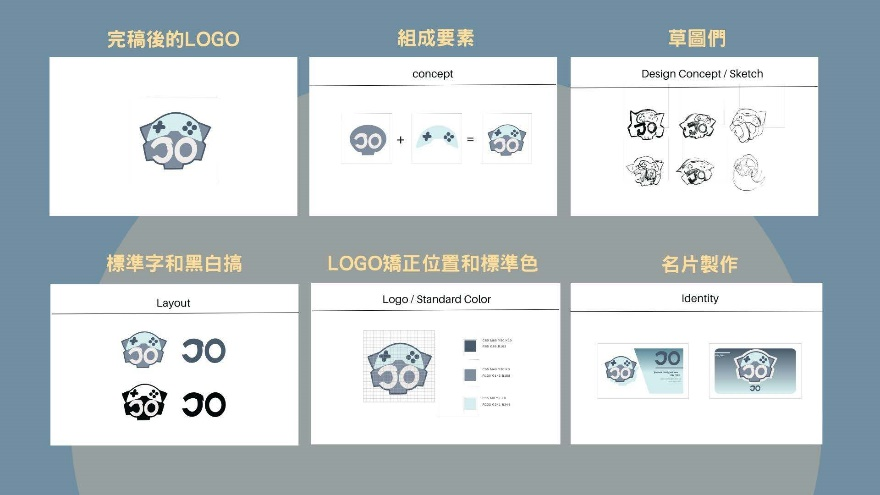 完稿後的LOGO
組成要素
草圖們
concept
Design Concept / Sketch
+
=
標準字和黑白搞
LOGO矯正位置和標準色
名片製作
Layout
Logo / Standard Color
Identity